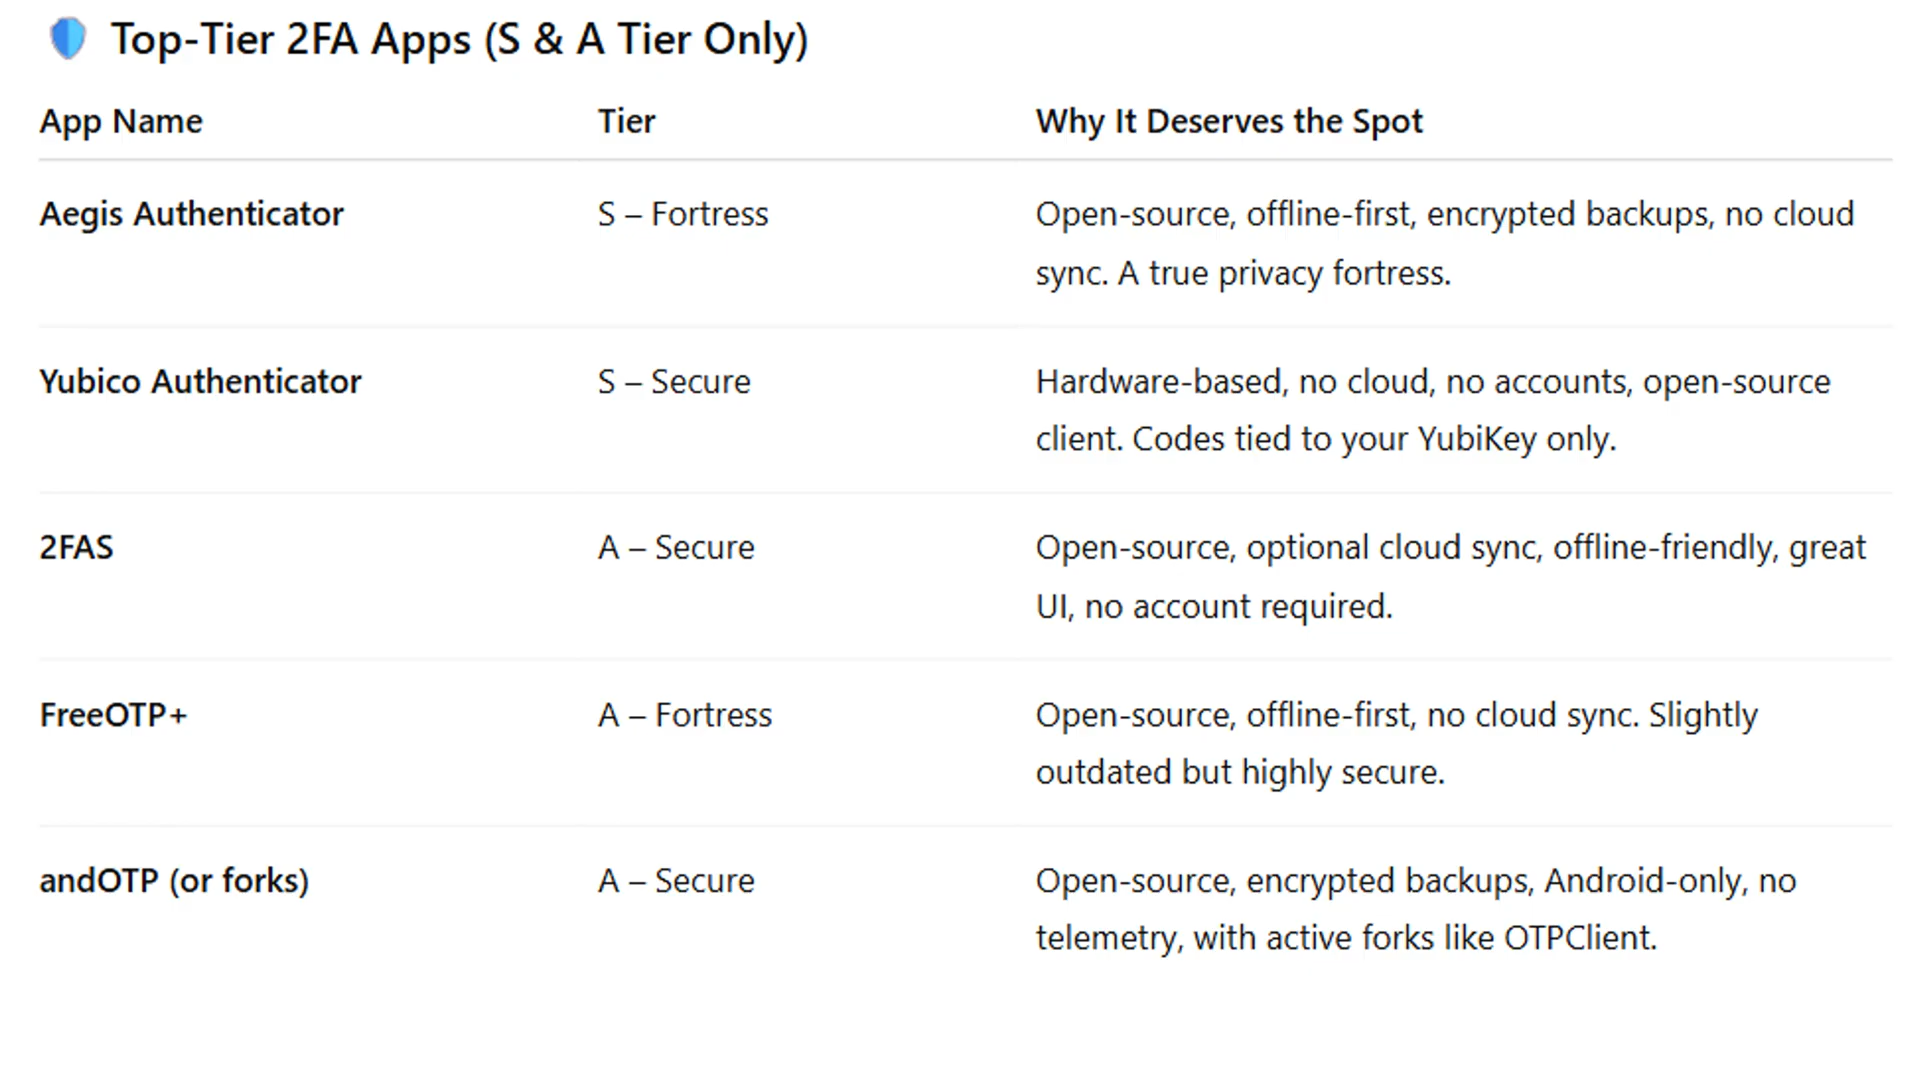 Top-Tier 2FA Apps (S & A Tier Only)
App Name Tier Why It Deserves the Spot
Aegis Authenticator S – Fortress Open-source, offline-first, encrypted backups, no cloud
sync. A true privacy fortress.
Yubico Authenticator S – Secure Hardware-based, no cloud, no accounts, open-source
client. Codes tied to your YubiKey only.
2FAS A – Secure Open-source, optional cloud sync, offline-friendly, great
UI, no account required.
FreeOTP+ A – Fortress Open-source, offline-first, no cloud sync. Slightly
outdated but highly secure.
andOTP (or forks) A – Secure Open-source, encrypted backups, Android-only, no
telemetry, with active forks like OTPClient.